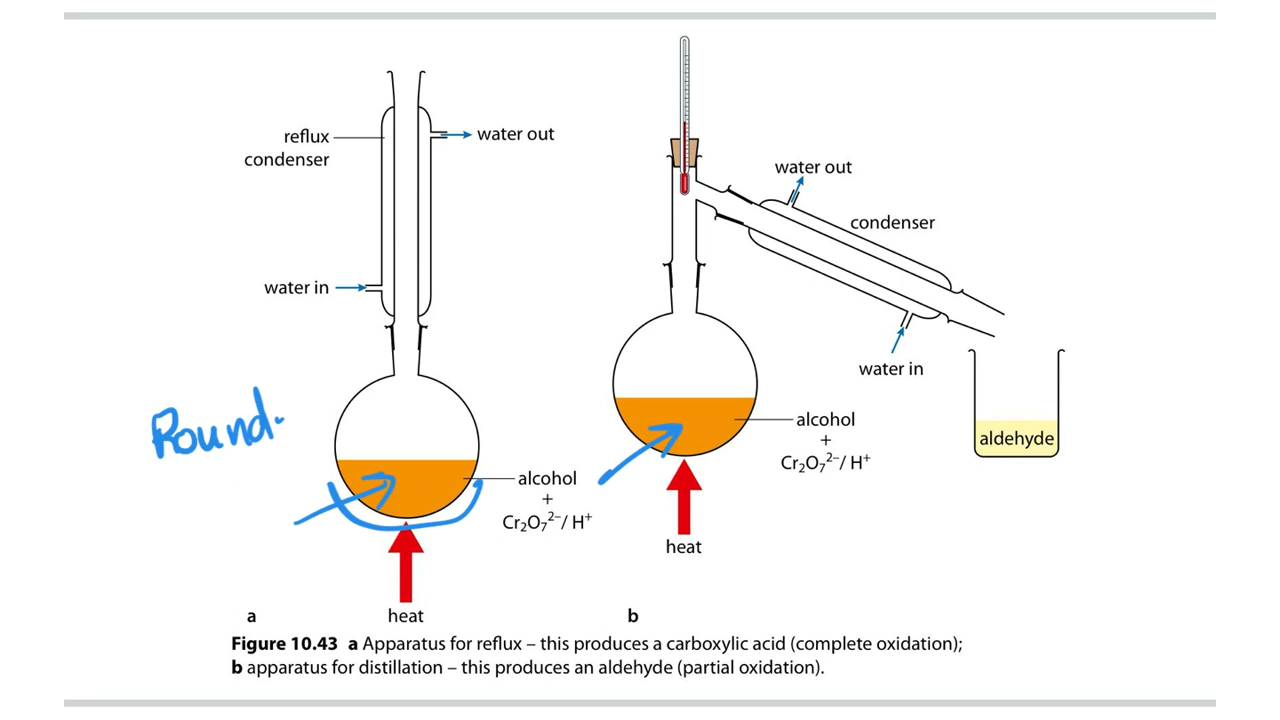 reflux
condenser
water out
water in
Round-
alcohol
+
Cr₂O₇²⁻/ H⁺
heat
a
water out
condenser
water in
aldehyde
alcohol
+
Cr₂O₇²⁻/ H⁺
heat
b
Figure 10.43 a Apparatus for reflux – this produces a carboxylic acid (complete oxidation);
b apparatus for distillation – this produces an aldehyde (partial oxidation).